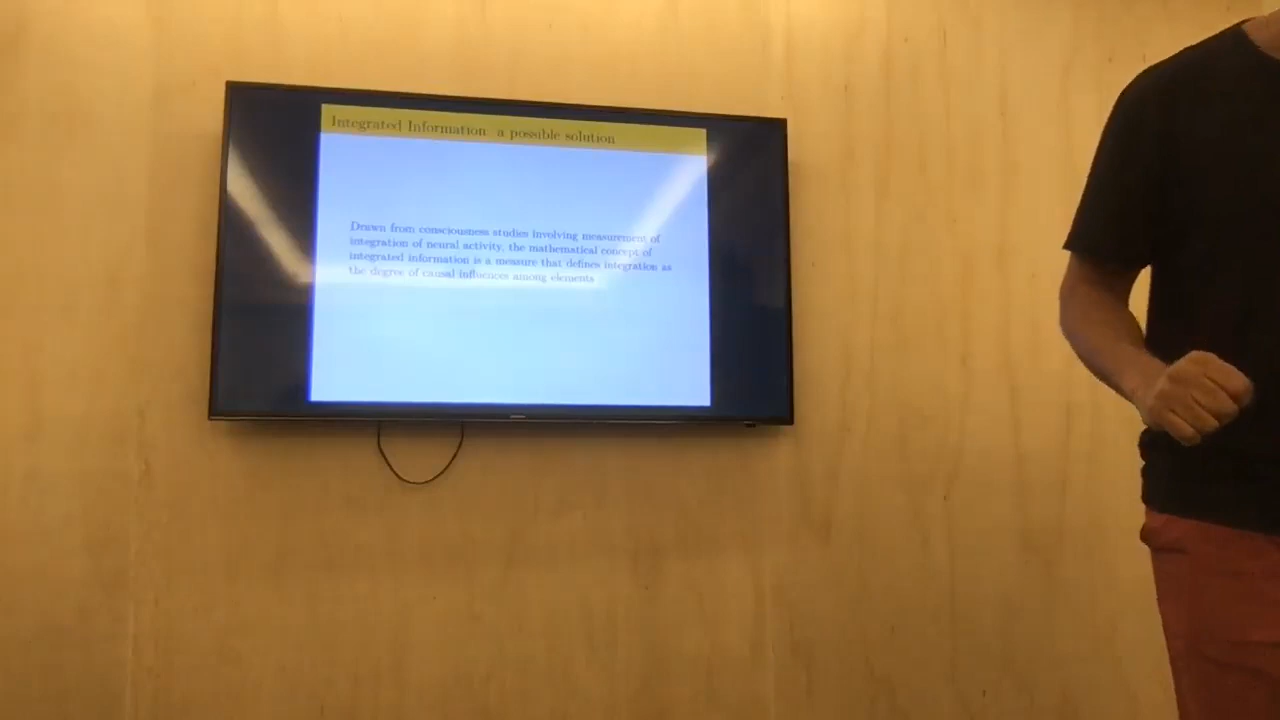 Integrated Information a possible solution
Drawn from consciousness studies involving measurement of
integration of neural activity, the mathematical concept of
integrated information is a measure that defines integration as
the degree of causal influences among elements